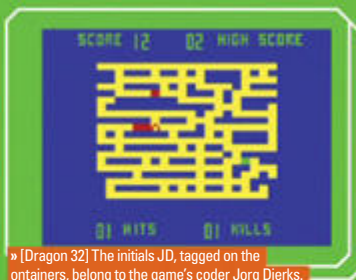 SCORE 12 02 HIGH SCORE
01 HITS 01 KILLS
» [Dragon 32] The initials JD, tagged on the
ontainers, belong to the game's coder Jorg Dierks.